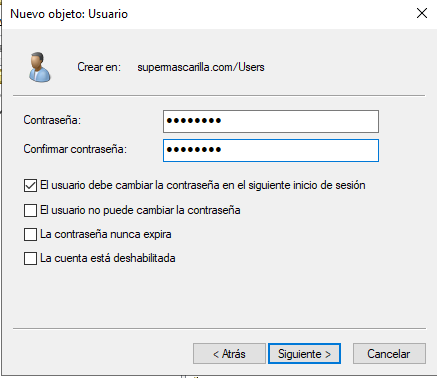 Nuevo objeto: Usuario
Crear en: supermascarilla.com/Users
Contraseña: ••••••••
Confirmar contraseña: ••••••••
El usuario debe cambiar la contraseña en el siguiente inicio de sesión
El usuario no puede cambiar la contraseña
La contraseña nunca expira
La cuenta está deshabilitada
< Atrás Siguiente > Cancelar